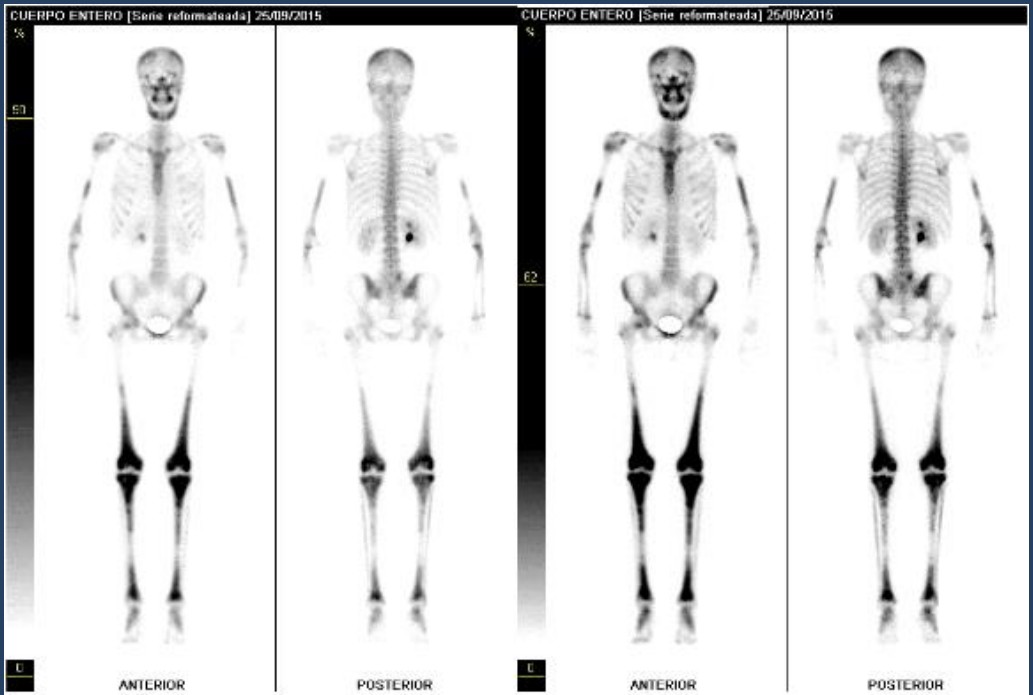 CUERPO ENTERO [Serie reformateada] 25/09/2015
%
90
0
ANTERIOR
POSTERIOR
CUERPO ENTERO [Serie reformateada] 25/09/2015
%
62
0
ANTERIOR
POSTERIOR